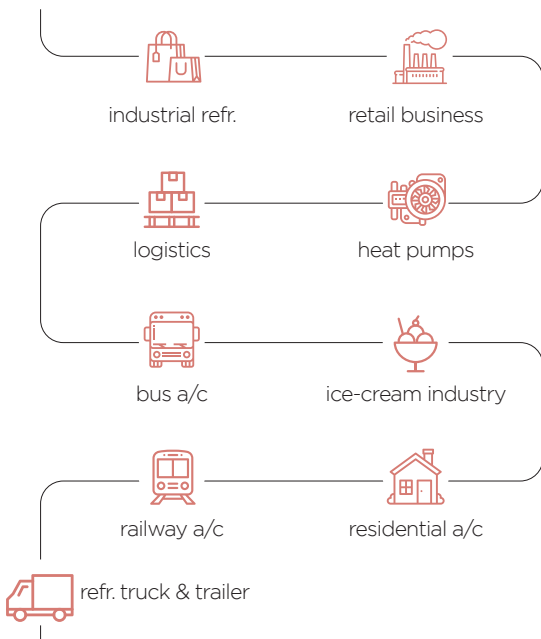 industrial refr.
retail business
logistics
heat pumps
bus a/c
ice-cream industry
railway a/c
residential a/c
refr. truck & trailer